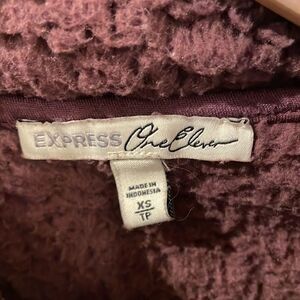 EXPRESS One Eleven
MADE IN
INDONESIA
XS
TP